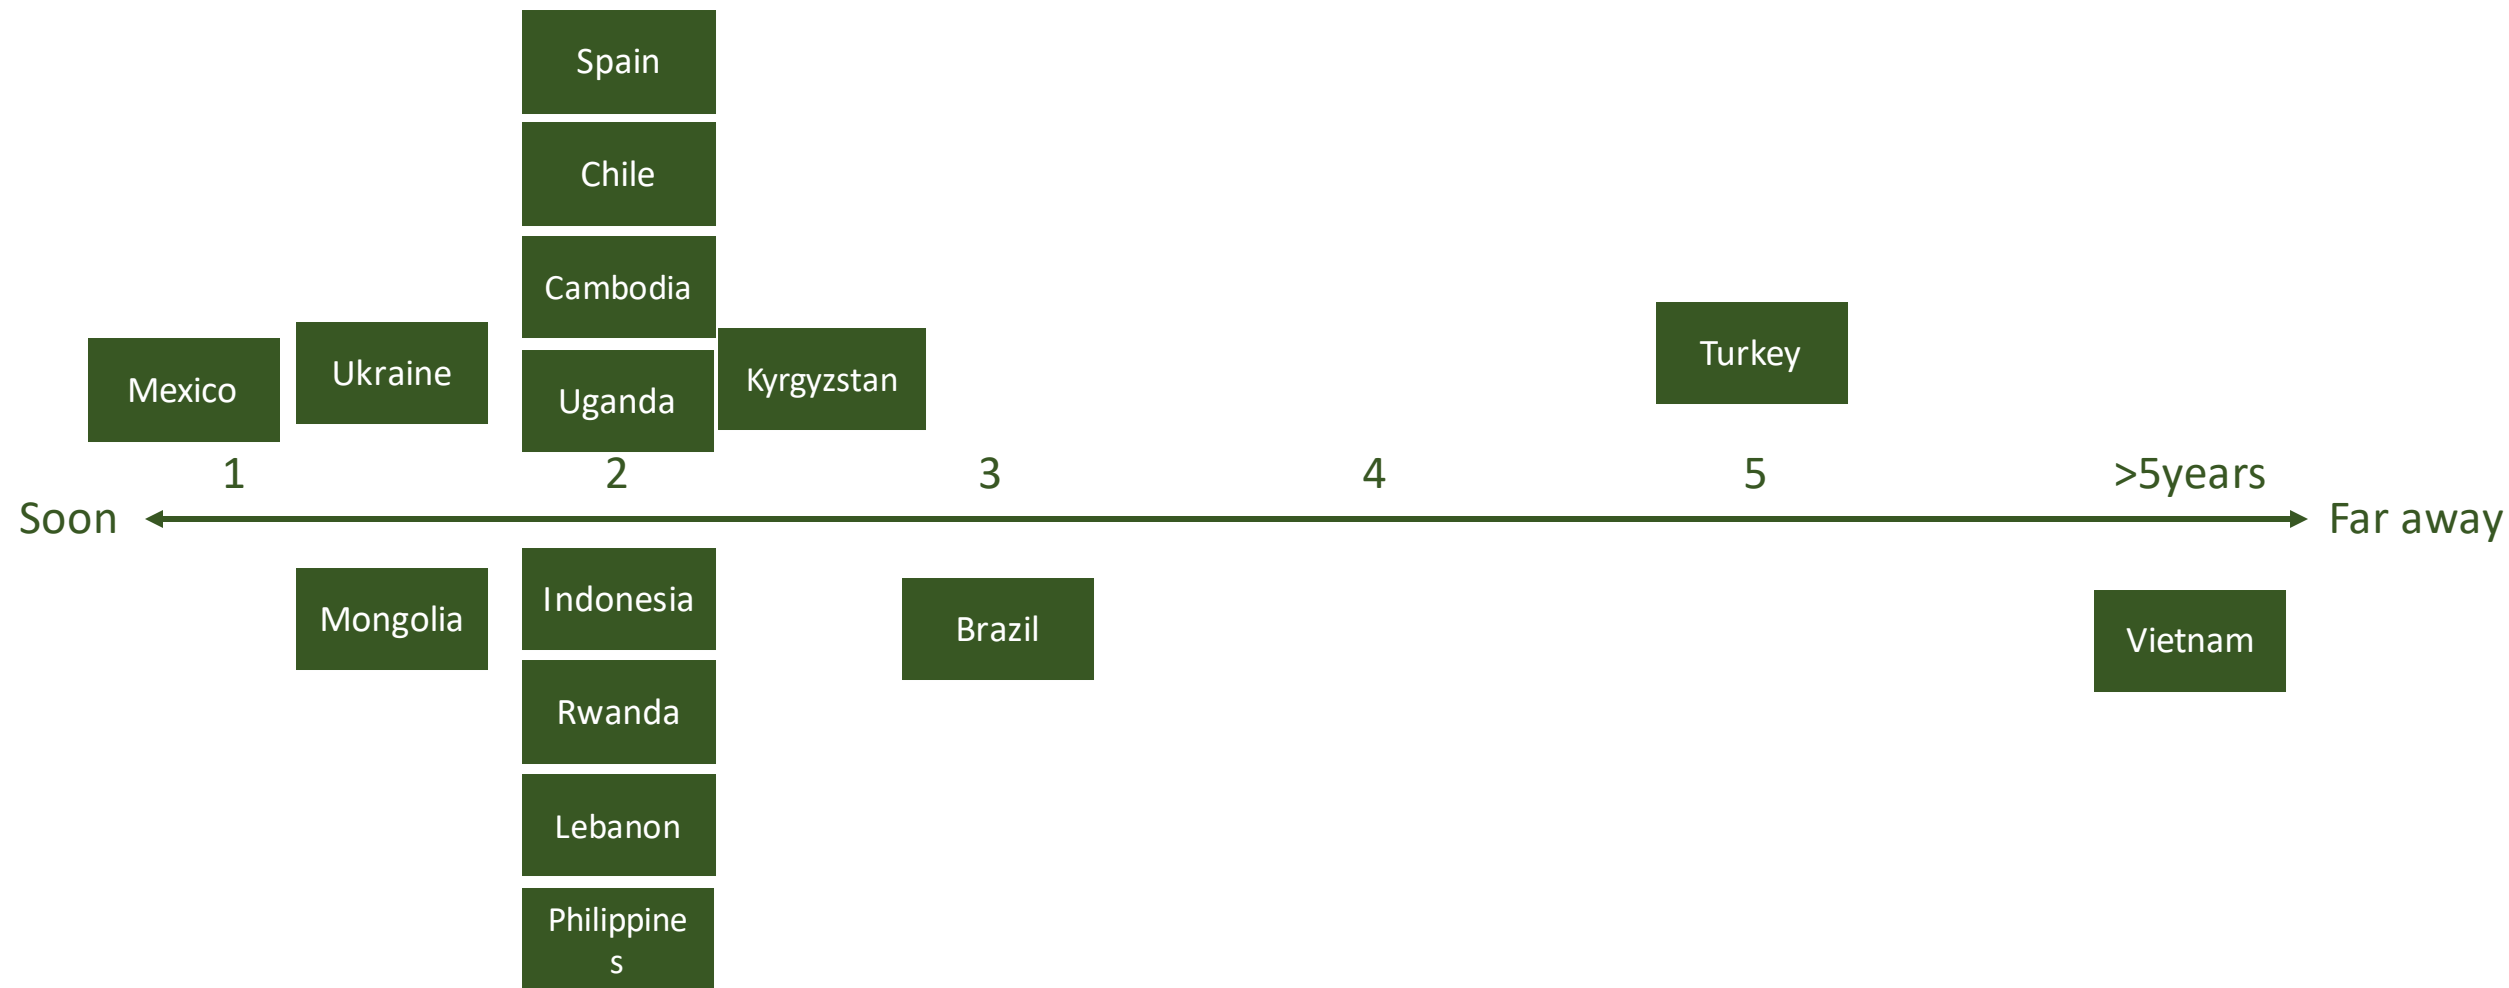 Spain
Chile
Cambodia
Uganda
Mexico
Ukraine
Kyrgyzstan
Turkey
1
2
3
4
5
>5years
Soon
Far away
Mongolia
Indonesia
Brazil
Vietnam
Rwanda
Lebanon
Philippine
s